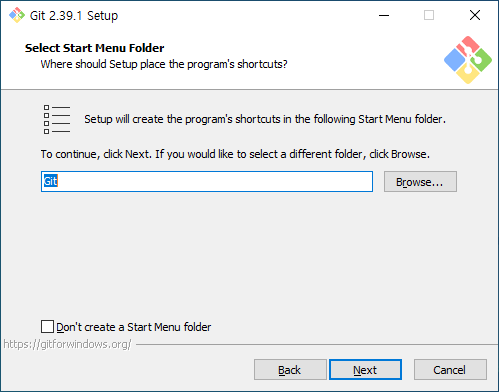 Git 2.39.1 Setup
Select Start Menu Folder
Where should Setup place the program's shortcuts?
Setup will create the program's shortcuts in the following Start Menu folder.
To continue, click Next. If you would like to select a different folder, click Browse.
Git
Browse...
Don't create a Start Menu folder
https://gitforwindows.org/
Back
Next
Cancel